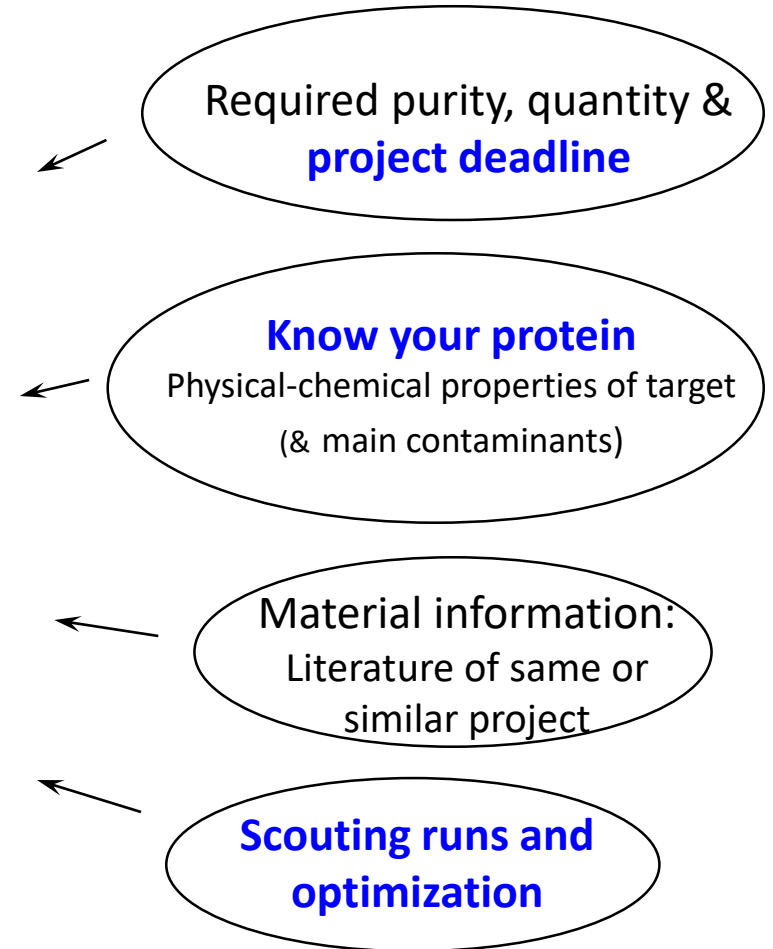 Required purity, quantity &
project deadline
Know your protein
Physical-chemical properties of target
(& main contaminants)
Material information:
Literature of same or
similar project
Scouting runs and
optimization